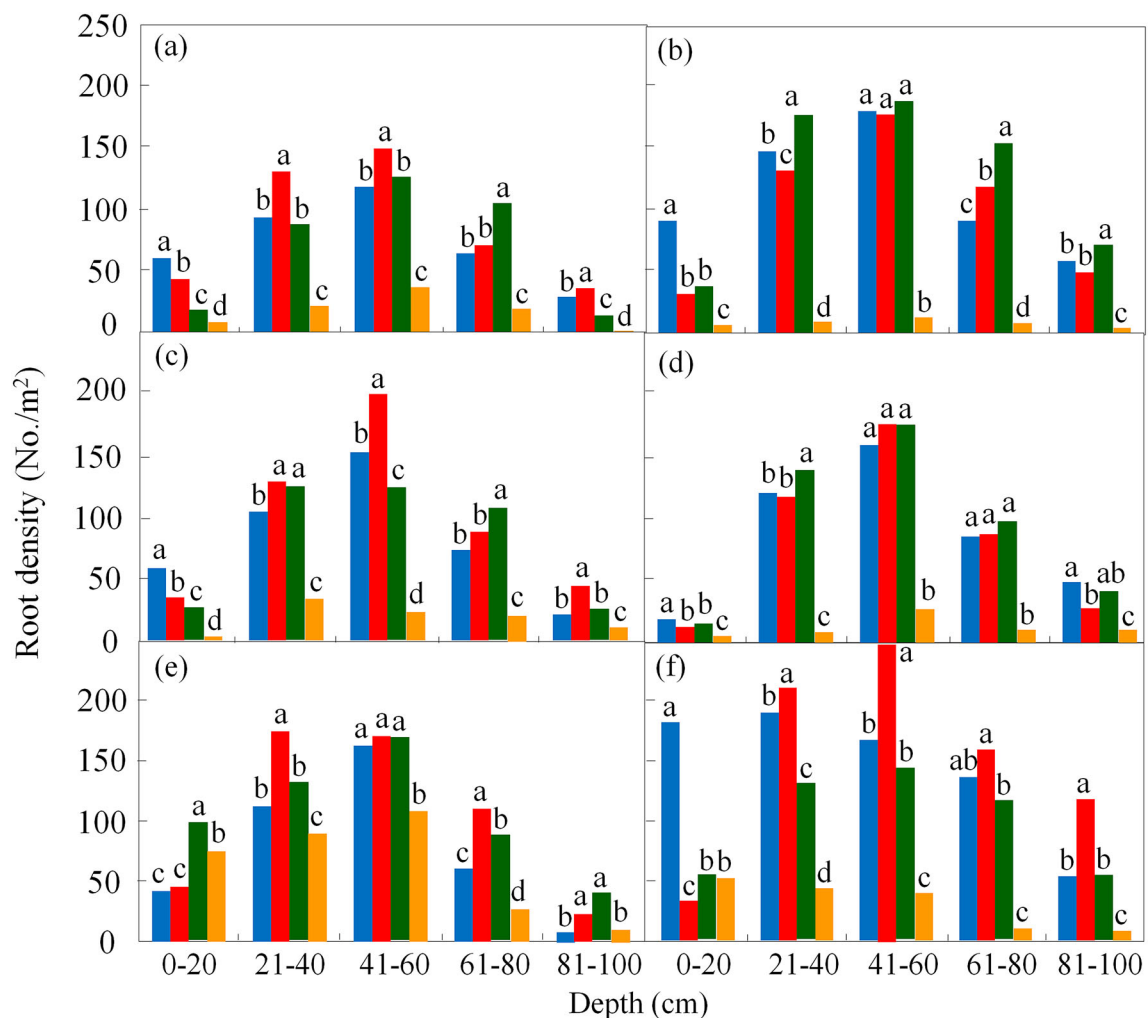 Root density (No./m²)
250
200
150
100
50
0
(a)
a b c d
b a b c
b a b c
b b a c
b a c d
(b)
a b b c
b c a c
a a a b
c b a c
b b a c
200
150
100
50
0
(c)
a b c d
b a a c
b a c d
b b a c
b a b c
(d)
a b b c
b b a c
a a a b
a a a b
a b ab c
200
150
100
50
0
(e)
c c a b
b a b c
a a a b
c a b d
b a a b
(f)
a c b b
b a c d
b a b c
ab a b c
b a b c
0-20 21-40 41-60 61-80 81-100 0-20 21-40 41-60 61-80 81-100
Depth (cm)